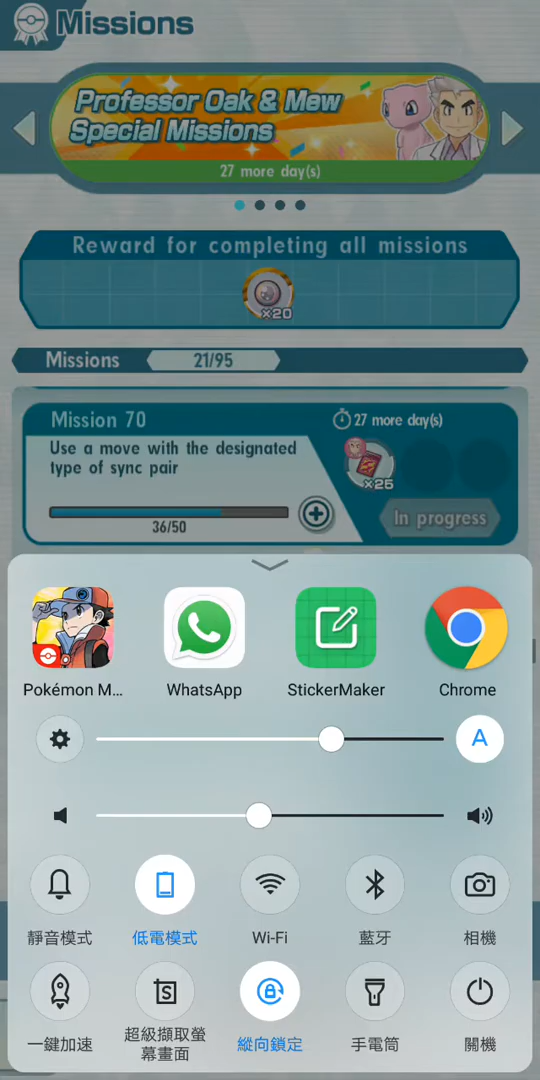 Missions
Professor Oak & Mew
Special Missions
27 more day(s)
Reward for completing all missions
x20
Missions
21/95
Mission 70
27 more day(s)
Use a move with the designated
type of sync pair
x25
36/50
In progress
Pokémon M...
WhatsApp
StickerMaker
Chrome
A
靜音模式
低電模式
Wi-Fi
藍牙
相機
S
一鍵加速
超級擷取螢
幕畫面
縱向鎖定
手電筒
關機